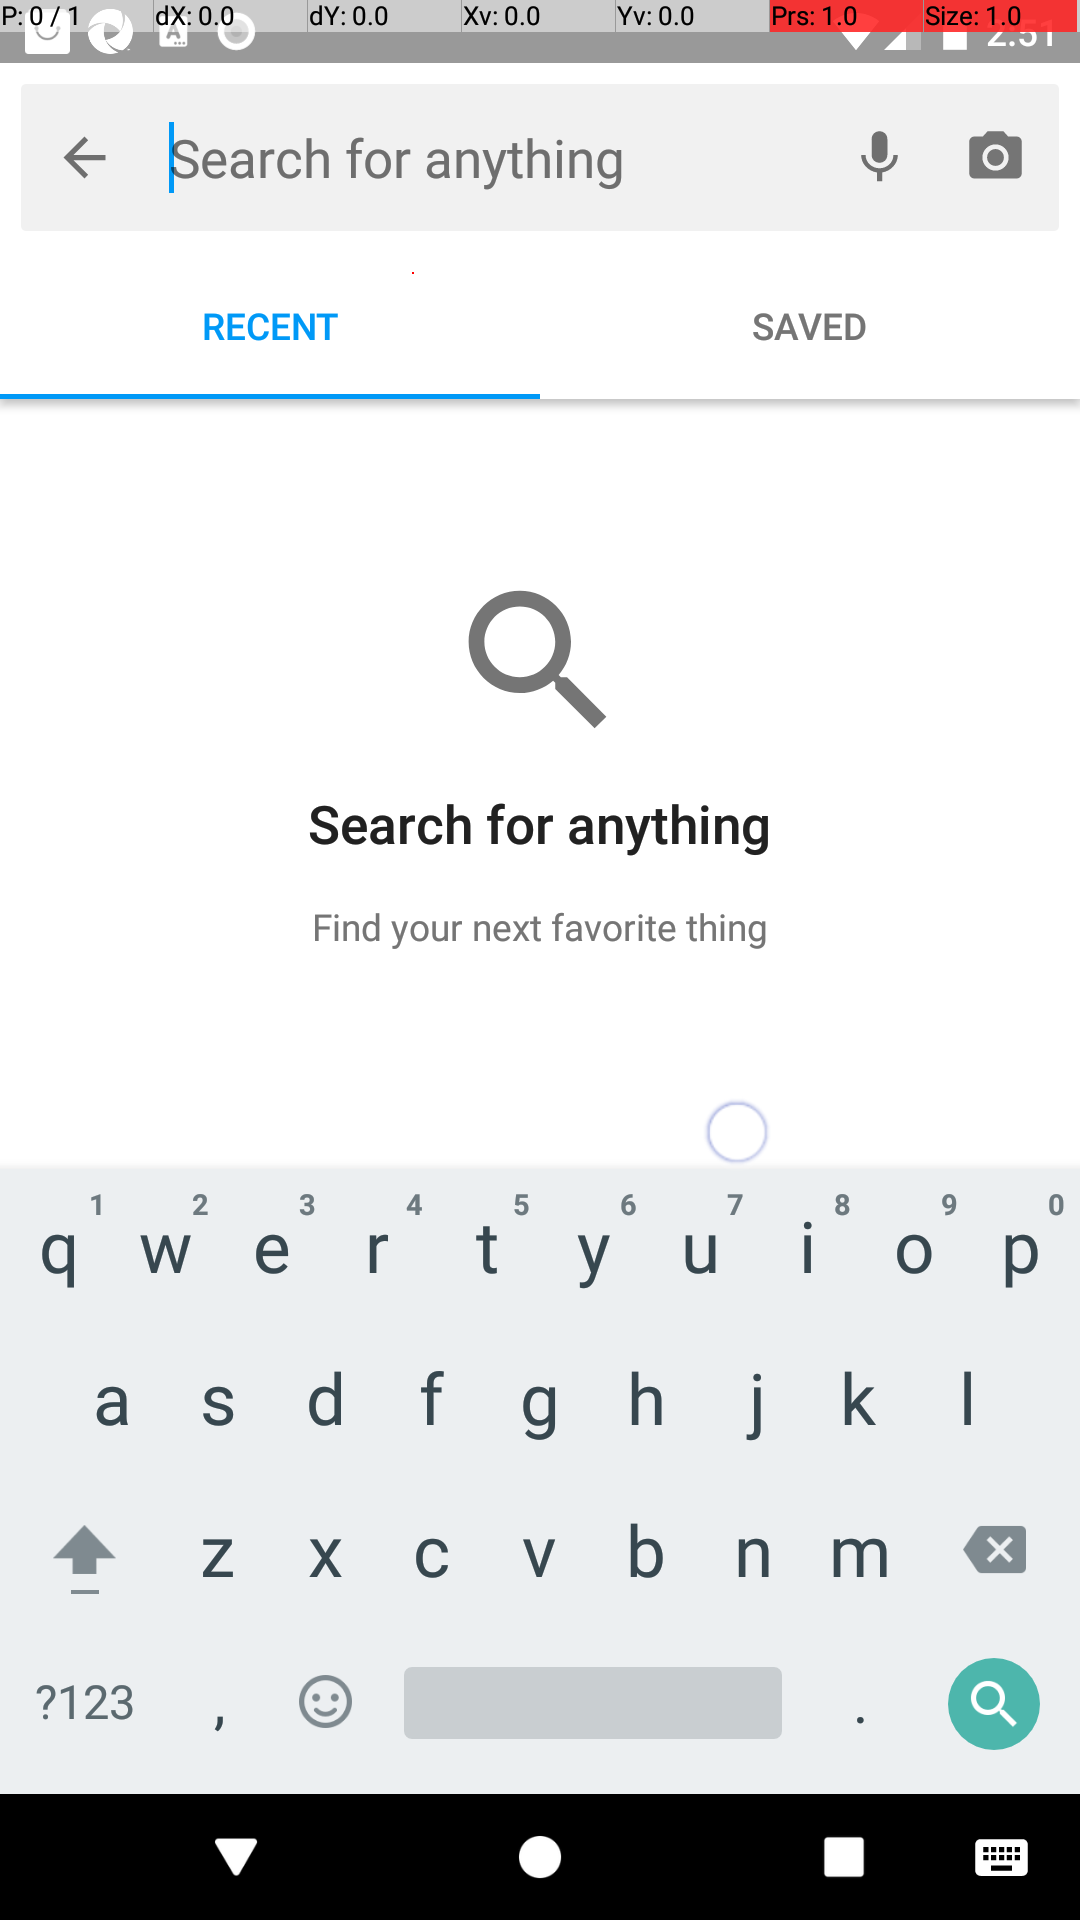 P: 0 / 1 dX: 0.0 dY: 0.0 Xv: 0.0 Yv: 0.0 Prs: 1.0 Size: 1.0
A 2:51
Search for anything
RECENT SAVED
Search for anything
Find your next favorite thing
1 2 3 4 5 6 7 8 9 0
q w e r t y u i o p
a s d f g h j k l
z x c v b n m
?123 , .